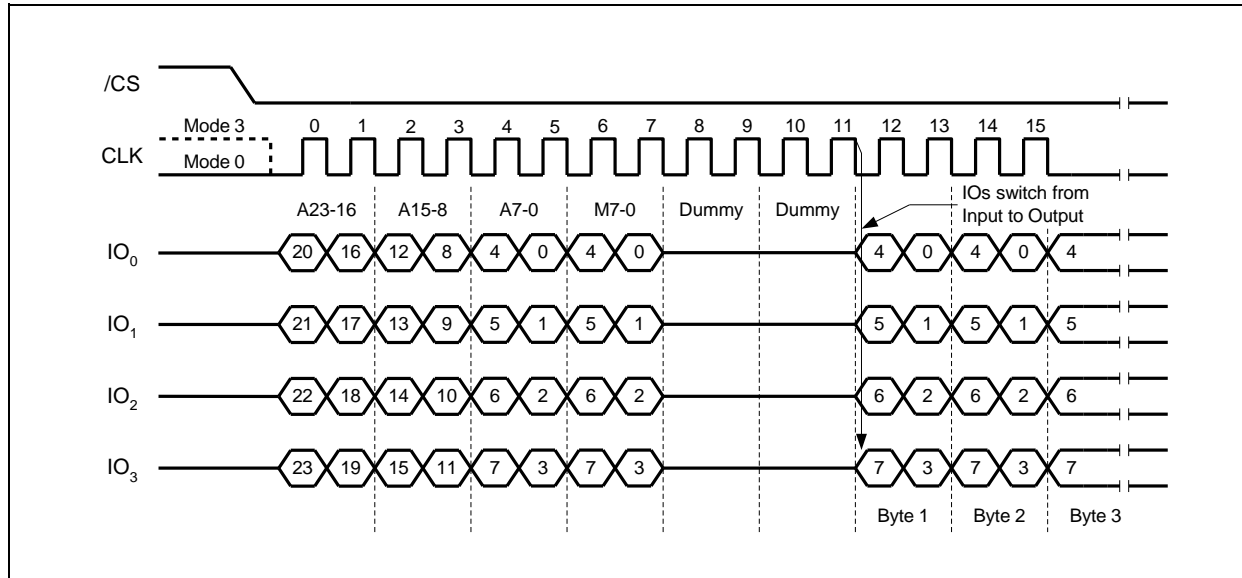 /CS
Mode 3 0 1 2 3 4 5 6 7 8 9 10 11 12 13 14 15
CLK
Mode 0
IOs switch from
A23-16 A15-8 A7-0 M7-0 Dummy Dummy
Input to Output
IO0 20 16 12 8 4 0 4 0 4 0 4 0 4
IO1 21 17 13 9 5 1 5 1 5 1 5 1 5
IO2 22 18 14 10 6 2 6 2 6 2 6 2 6
IO3 23 19 15 11 7 3 7 3 7 3 7 3 7
Byte 1 Byte 2 Byte 3